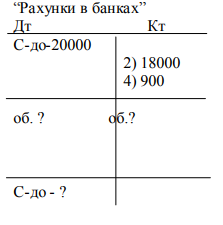 “Рахунки в банках”
Дт Кт
С-до-20000
2) 18000
4) 900
об. ? об.?
С-до - ?